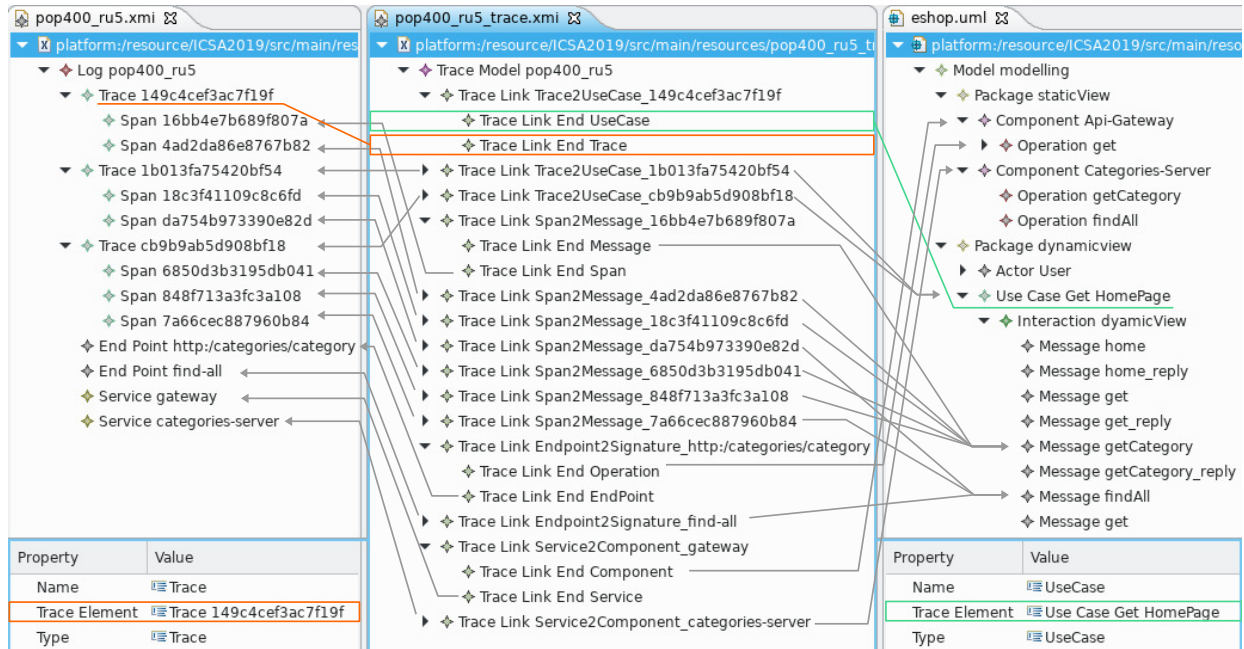 pop400_ru5.xmi
platform:/resource/ICSA2019/src/main/res
Log pop400_ru5
Trace 149c4cef3ac7f19f
Span 16bb4e7b689f807a
Span 4ad2da86e8767b82
Trace 1b013fa75420bf54
Span 18c3f41109c8c6fd
Span da754b973390e82d
Trace cb9b9ab5d908bf18
Span 6850d3b3195db041
Span 848f713a3fc3a108
Span 7a66cec887960b84
End Point http:/categories/category
End Point find-all
Service gateway
Service categories-server
Property Value
Name Trace
Trace Element Trace 149c4cef3ac7f19f
Type Trace
pop400_ru5_trace.xmi
platform:/resource/ICSA2019/src/main/resources/pop400_ru5_t
Trace Model pop400_ru5
Trace Link Trace2UseCase_149c4cef3ac7f19f
Trace Link End UseCase
Trace Link End Trace
Trace Link Trace2UseCase_1b013fa75420bf54
Trace Link Trace2UseCase_cb9b9ab5d908bf18
Trace Link Span2Message_16bb4e7b689f807a
Trace Link End Message
Trace Link End Span
Trace Link Span2Message_4ad2da86e8767b82
Trace Link Span2Message_18c3f41109c8c6fd
Trace Link Span2Message_da754b973390e82d
Trace Link Span2Message_6850d3b3195db041
Trace Link Span2Message_848f713a3fc3a108
Trace Link Span2Message_7a66cec887960b84
Trace Link Endpoint2Signature_http:/categories/category
Trace Link End Operation
Trace Link End EndPoint
Trace Link Endpoint2Signature_find-all
Trace Link Service2Component_gateway
Trace Link End Component
Trace Link End Service
Trace Link Service2Component_categories-server
eshop.uml
platform:/resource/ICSA2019/src/main/reso
Model modelling
Package staticView
Component Api-Gateway
Operation get
Component Categories-Server
Operation getCategory
Operation findAll
Package dynamicview
Actor User
Use Case Get HomePage
Interaction dyamicView
Message home
Message home_reply
Message get
Message get_reply
Message getCategory
Message getCategory_reply
Message findAll
Message get
Property Value
Name UseCase
Trace Element Use Case Get HomePage
Type UseCase